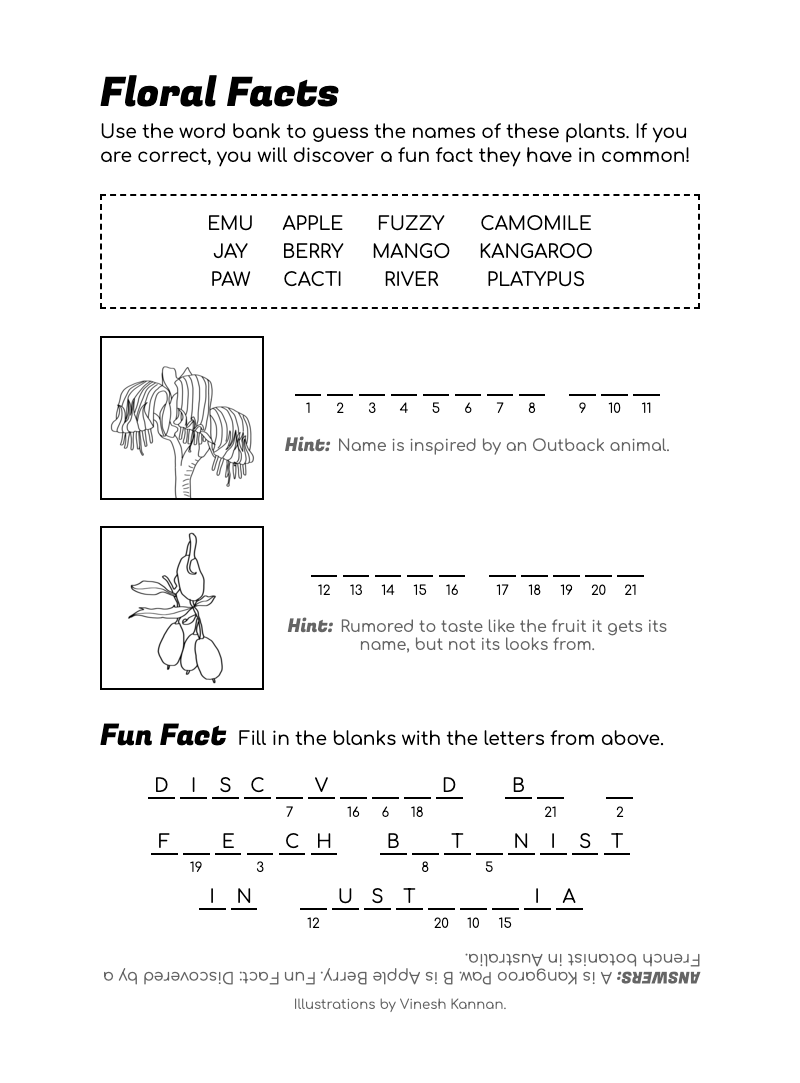 Floral Facts
Use the word bank to guess the names of these plants. If you
are correct, you will discover a fun fact they have in common!
EMU APPLE FUZZY CAMOMILE
JAY BERRY MANGO KANGAROO
PAW CACTI RIVER PLATYPUS
1 2 3 4 5 6 7 8 9 10 11
Hint: Name is inspired by an Outback animal.
12 13 14 15 16 17 18 19 20 21
Hint: Rumored to taste like the fruit it gets its
name, but not its looks from.
Fun Fact Fill in the blanks with the letters from above.
D I S C _ V _ _ _ D B _ _
7 16 6 18 21 2
F _ E _ C H B _ T _ N I S T
19 3 8 5
I N _ U S T _ _ _ I A
12 20 10 15
ANSWERS: A is Kangaroo Paw. B is Apple Berry. Fun Fact: Discovered by a
French botanist in Australia.
Illustrations by Vinesh Kannan.